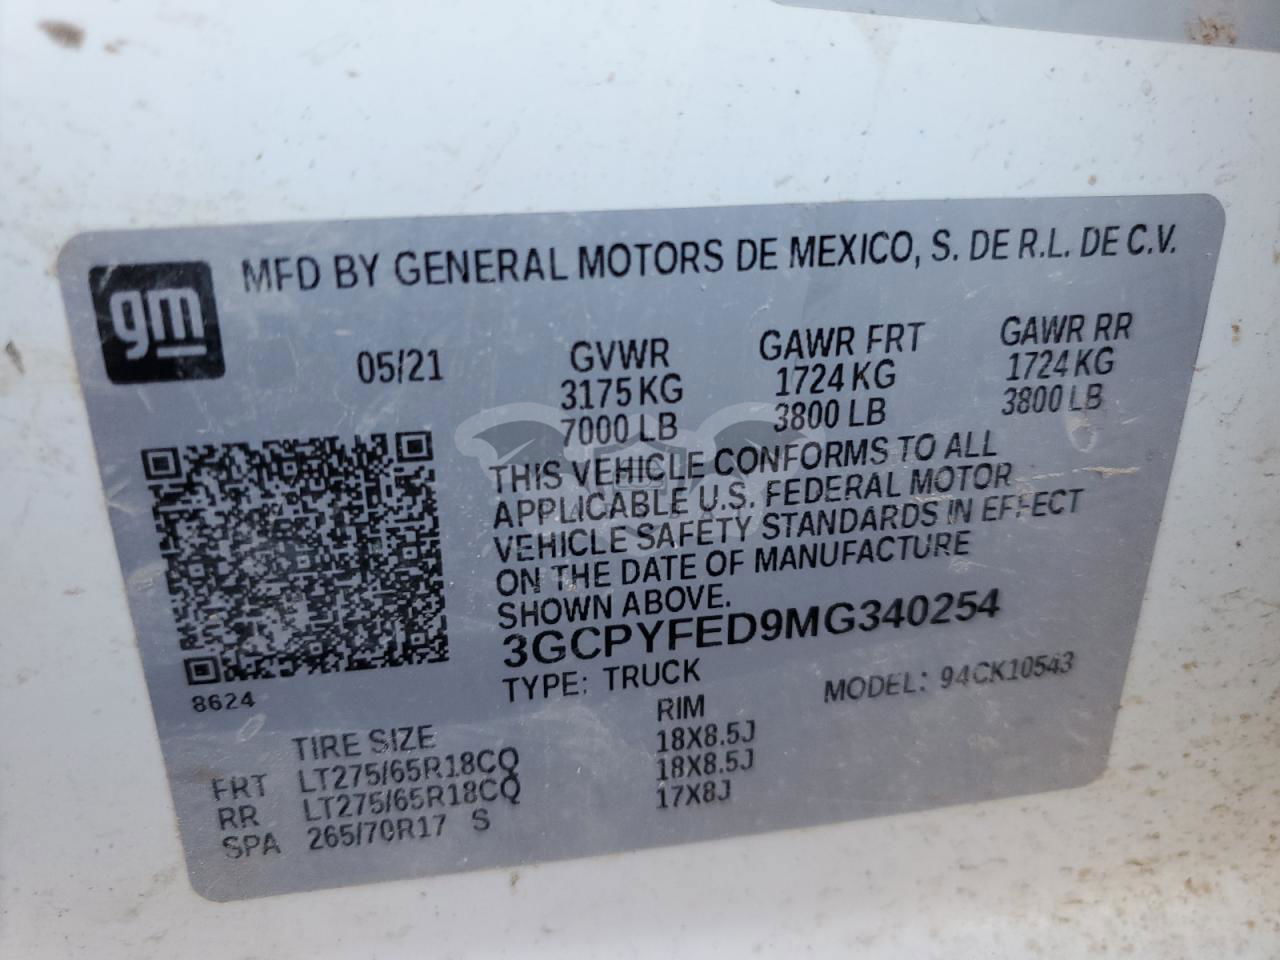 gm
MFD BY GENERAL MOTORS DE MEXICO, S. DE R.L. DE C.V.
05/21 GVWR GAWR FRT GAWR RR
3175 KG 1724 KG 1724 KG
7000 LB 3800 LB 3800 LB
THIS VEHICLE CONFORMS TO ALL
APPLICABLE U.S. FEDERAL MOTOR
VEHICLE SAFETY STANDARDS IN EFFECT
ON THE DATE OF MANUFACTURE
SHOWN ABOVE.
3GCPYFED9MG340254
8624 TYPE: TRUCK MODEL: 94CK10543
TIRE SIZE RIM
FRT LT275/65R18CQ 18X8.5J
RR LT275/65R18CQ 18X8.5J
SPA 265/70R17 S 17X8J